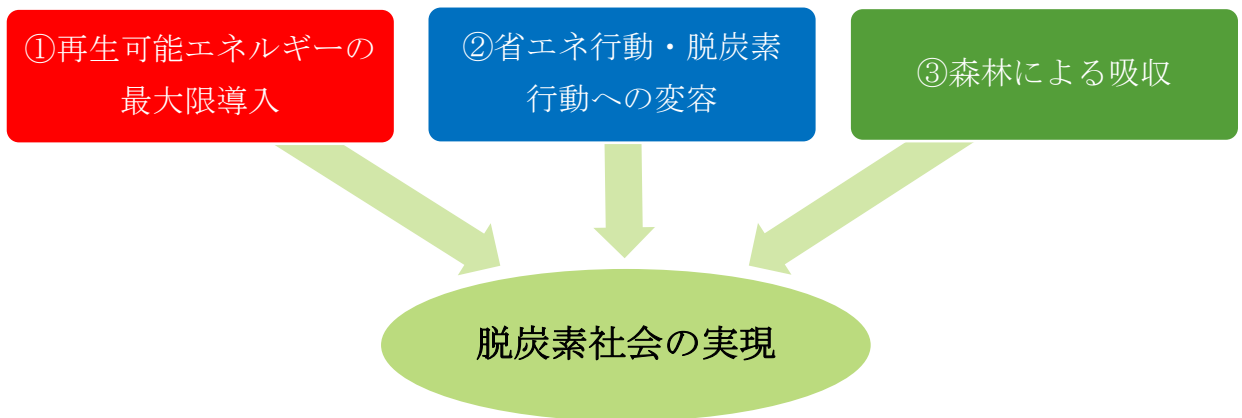 ①再生可能エネルギーの
最大限導入
②省エネ行動・脱炭素
行動への変容
③森林による吸収
脱炭素社会の実現